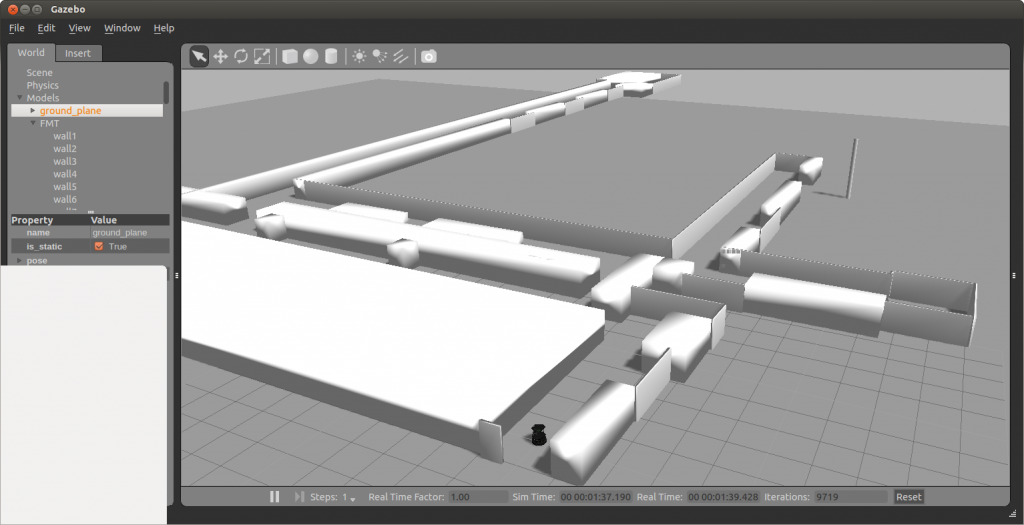 Gazebo
File Edit View Window Help
World Insert
Scene
Physics
Models
ground_plane
FMT
wall1
wall2
wall3
wall4
wall5
wall6
Property Value
name ground_plane
is_static True
pose
Steps: 1 Real Time Factor: 1.00 Sim Time: 00 00:01:37.190 Real Time: 00 00:01:39.428 Iterations: 9719 Reset